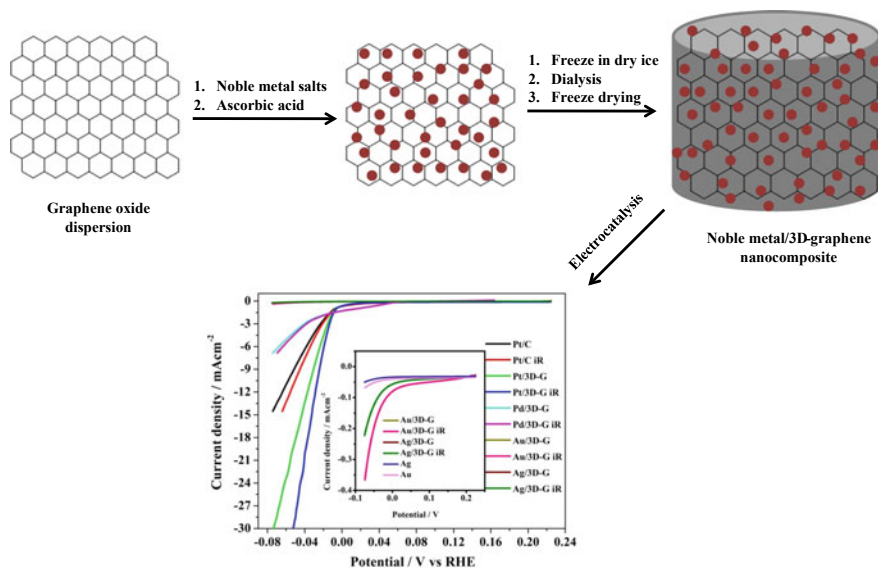 1. Noble metal salts
2. Ascorbic acid
1. Freeze in dry ice
2. Dialysis
3. Freeze drying
Graphene oxide
dispersion
Noble metal/3D-graphene
nanocomposite
Electrocatalysis
Current density / mAcm-2
0
-3
-6
-9
-12
-15
-18
-21
-24
-27
-30
-0.08 -0.04 0.00 0.04 0.08 0.12 0.16 0.20 0.24
Potential / V vs RHE
Pt/C
Pt/C iR
Pt/3D-G
Pt/3D-G iR
Pd/3D-G
Pd/3D-G iR
Au/3D-G
Au/3D-G iR
Ag/3D-G
Ag/3D-G iR
Current density / mAcm-2
0.0
-0.1
-0.2
-0.3
-0.4
0.0 0.1 0.2
Potential / V
Au/3D-G
Au/3D-G iR
Ag/3D-G
Ag/3D-G iR
Ag
Au